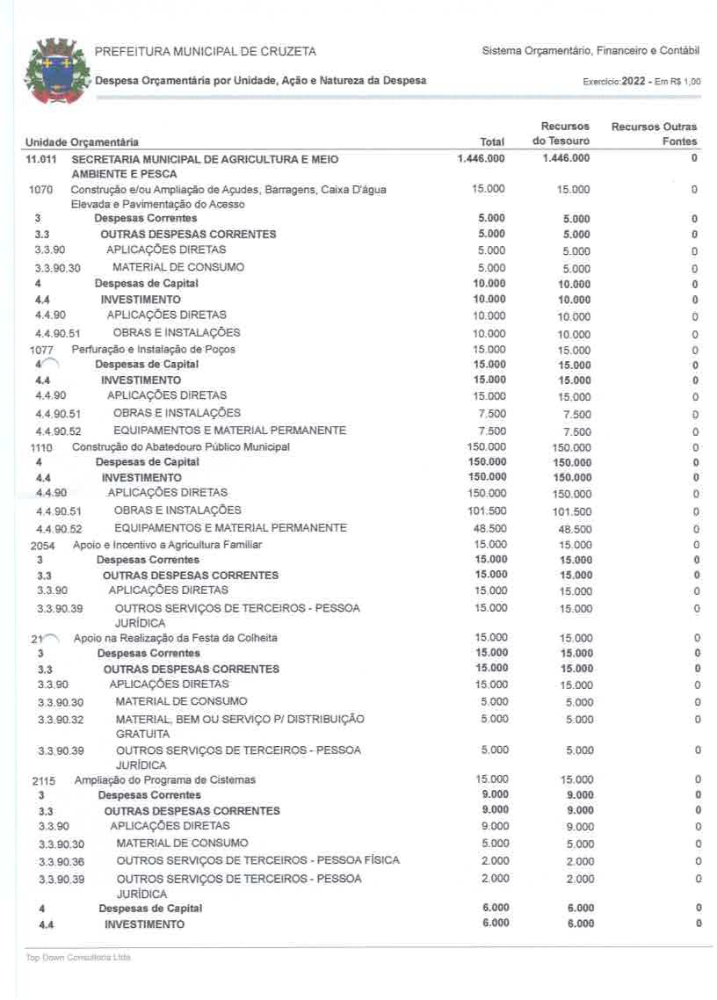 PREFEITURA MUNICIPAL DE CRUZETA Sistema Orçamentário, Financeiro e Contábil
Despesa Orçamentária por Unidade, Ação e Natureza da Despesa Exercício:2022 - Em R$ 1,00
Recursos Recursos Outras
Unidade Orçamentária Total do Tesouro Fontes
11.011 SECRETARIA MUNICIPAL DE AGRICULTURA E MEIO 1.446.000 1.446.000 0
AMBIENTE E PESCA
1070 Construção e/ou Ampliação de Açudes, Barragens, Caixa D'água 15.000 15.000 0
Elevada e Pavimentação do Acesso
3 Despesas Correntes 5.000 5.000 0
3.3 OUTRAS DESPESAS CORRENTES 5.000 5.000 0
3.3.90 APLICAÇÕES DIRETAS 5.000 5.000 0
3.3.90.30 MATERIAL DE CONSUMO 5.000 5.000 0
4 Despesas de Capital 10.000 10.000 0
4.4 INVESTIMENTO 10.000 10.000 0
4.4.90 APLICAÇÕES DIRETAS 10.000 10.000 0
4.4.90.51 OBRAS E INSTALAÇÕES 10.000 10.000 0
1077 Perfuração e Instalação de Poços 15.000 15.000 0
4 Despesas de Capital 15.000 15.000 0
4.4 INVESTIMENTO 15.000 15.000 0
4.4.90 APLICAÇÕES DIRETAS 15.000 15.000 0
4.4.90.51 OBRAS E INSTALAÇÕES 7.500 7.500 0
4.4.90.52 EQUIPAMENTOS E MATERIAL PERMANENTE 7.500 7.500 0
1110 Construção do Abatedouro Público Municipal 150.000 150.000 0
4 Despesas de Capital 150.000 150.000 0
4.4 INVESTIMENTO 150.000 150.000 0
4.4.90 APLICAÇÕES DIRETAS 150.000 150.000 0
4.4.90.51 OBRAS E INSTALAÇÕES 101.500 101.500 0
4.4.90.52 EQUIPAMENTOS E MATERIAL PERMANENTE 48.500 48.500 0
2054 Apoio e Incentivo a Agricultura Familiar 15.000 15.000 0
3 Despesas Correntes 15.000 15.000 0
3.3 OUTRAS DESPESAS CORRENTES 15.000 15.000 0
3.3.90 APLICAÇÕES DIRETAS 15.000 15.000 0
3.3.90.39 OUTROS SERVIÇOS DE TERCEIROS - PESSOA 15.000 15.000 0
JURÍDICA
Apoio na Realização da Festa da Colheita 15.000 15.000 0
3 Despesas Correntes 15.000 15.000 0
3.3 OUTRAS DESPESAS CORRENTES 15.000 15.000 0
3.3.90 APLICAÇÕES DIRETAS 15.000 15.000 0
3.3.90.30 MATERIAL DE CONSUMO 5.000 5.000 0
3.3.90.32 MATERIAL, BEM OU SERVIÇO P/ DISTRIBUIÇÃO 5.000 5.000 0
GRATUITA
3.3.90.39 OUTROS SERVIÇOS DE TERCEIROS - PESSOA 5.000 5.000 0
JURÍDICA
2115 Ampliação do Programa de Cisternas 15.000 15.000 0
3 Despesas Correntes 9.000 9.000 0
3.3 OUTRAS DESPESAS CORRENTES 9.000 9.000 0
3.3.90 APLICAÇÕES DIRETAS 9.000 9.000 0
3.3.90.30 MATERIAL DE CONSUMO 5.000 5.000 0
3.3.90.36 OUTROS SERVIÇOS DE TERCEIROS - PESSOA FÍSICA 2.000 2.000 0
3.3.90.39 OUTROS SERVIÇOS DE TERCEIROS - PESSOA 2.000 2.000 0
JURÍDICA
4 Despesas de Capital 6.000 6.000 0
4.4 INVESTIMENTO 6.000 6.000 0
Top Down Consultoria Ltda